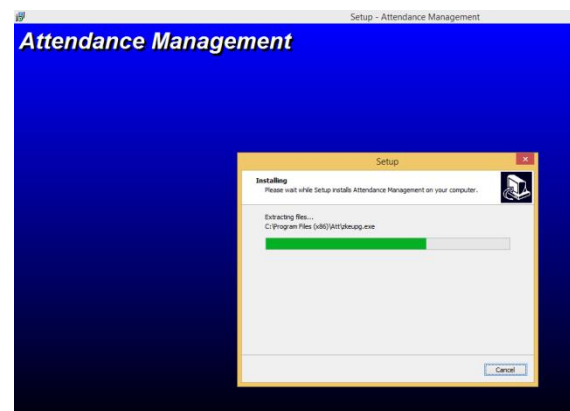 Setup - Attendance Management
Attendance Management
Setup
Installing
Please wait while Setup installs Attendance Management on your computer.
Extracting files...
C:\Program Files (x86)\Att\zkeupg.exe
Cancel